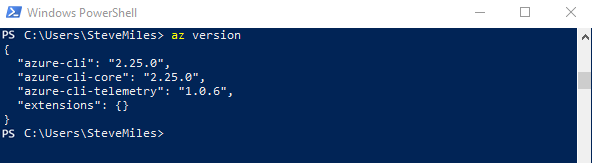 Windows PowerShell
PS C:\Users\SteveMiles> az version
{
  "azure-cli": "2.25.0",
  "azure-cli-core": "2.25.0",
  "azure-cli-telemetry": "1.0.6",
  "extensions": {}
}
PS C:\Users\SteveMiles>